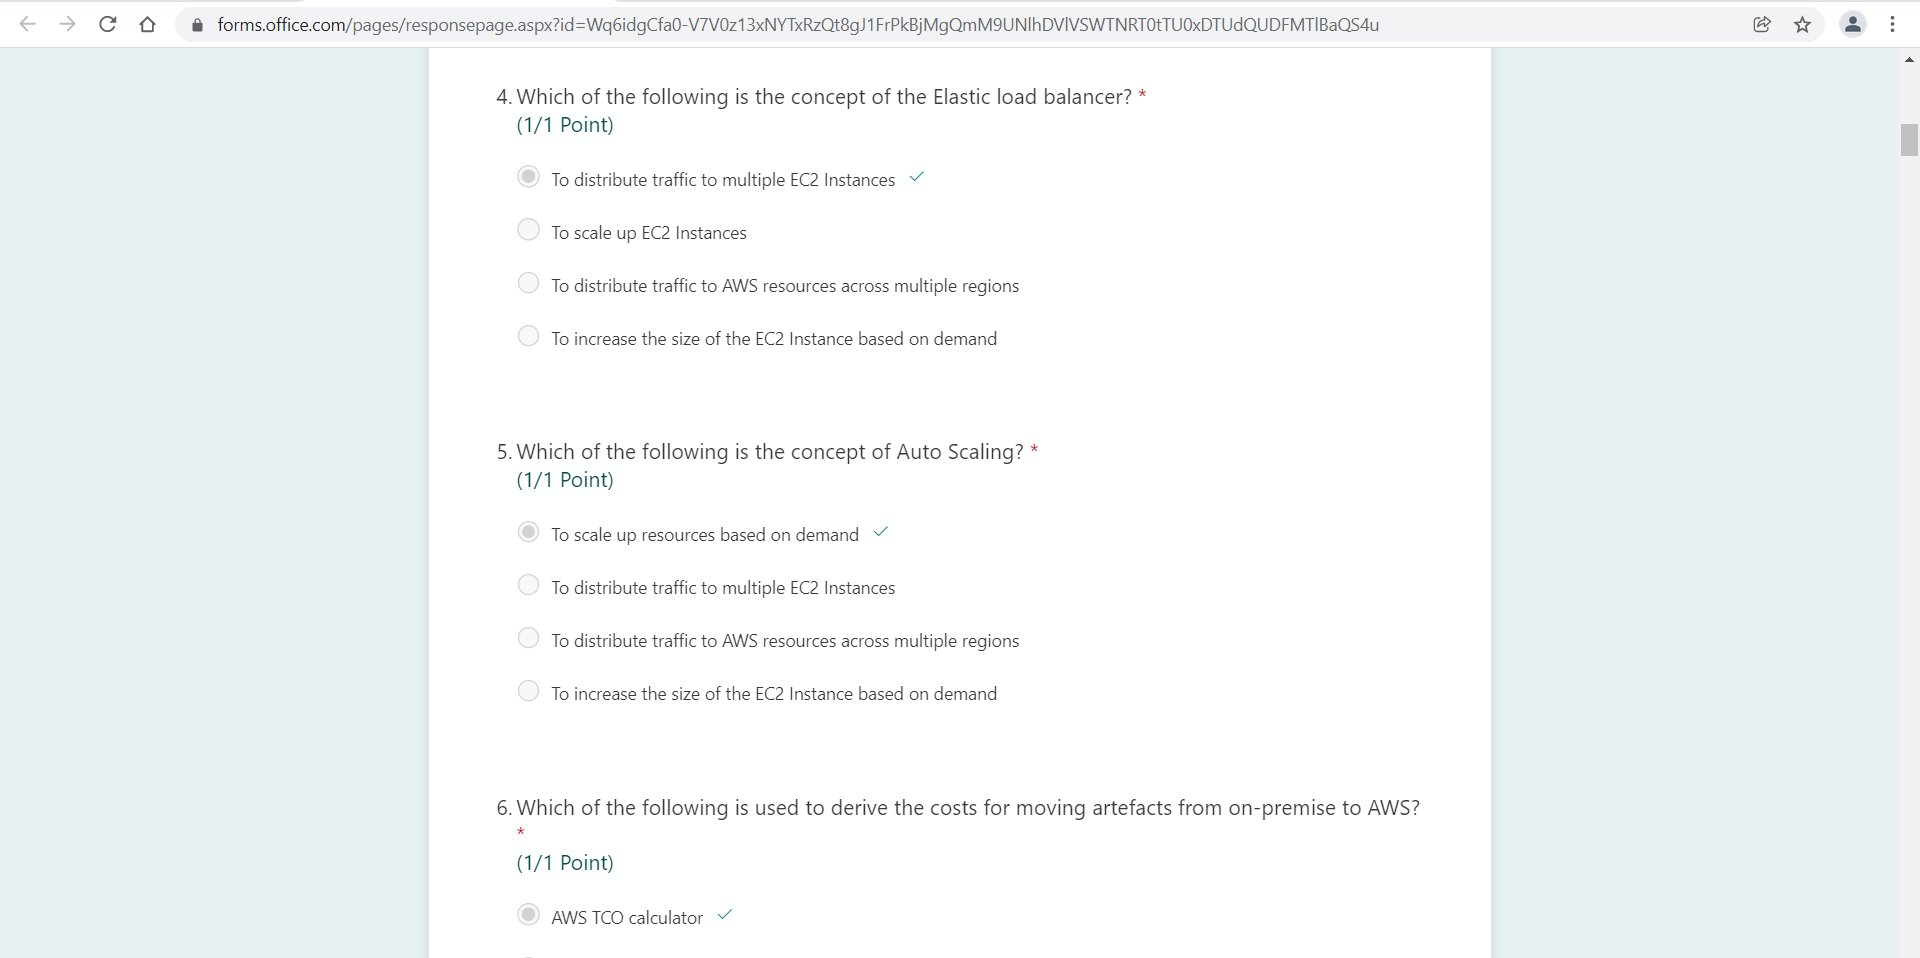 forms.office.com/pages/responsepage.aspx?id=Wq6idgCfa0-V7V0z13xNYTxRzQt8gJ1FrPkBjMgQmM9UNlhDVlVSWTNRT0tTU0xDTUdQUDFMTlBaQS4u
4. Which of the following is the concept of the Elastic load balancer? *
(1/1 Point)
To distribute traffic to multiple EC2 Instances
To scale up EC2 Instances
To distribute traffic to AWS resources across multiple regions
To increase the size of the EC2 Instance based on demand
5. Which of the following is the concept of Auto Scaling? *
(1/1 Point)
To scale up resources based on demand
To distribute traffic to multiple EC2 Instances
To distribute traffic to AWS resources across multiple regions
To increase the size of the EC2 Instance based on demand
6. Which of the following is used to derive the costs for moving artefacts from on-premise to AWS?
*
(1/1 Point)
AWS TCO calculator